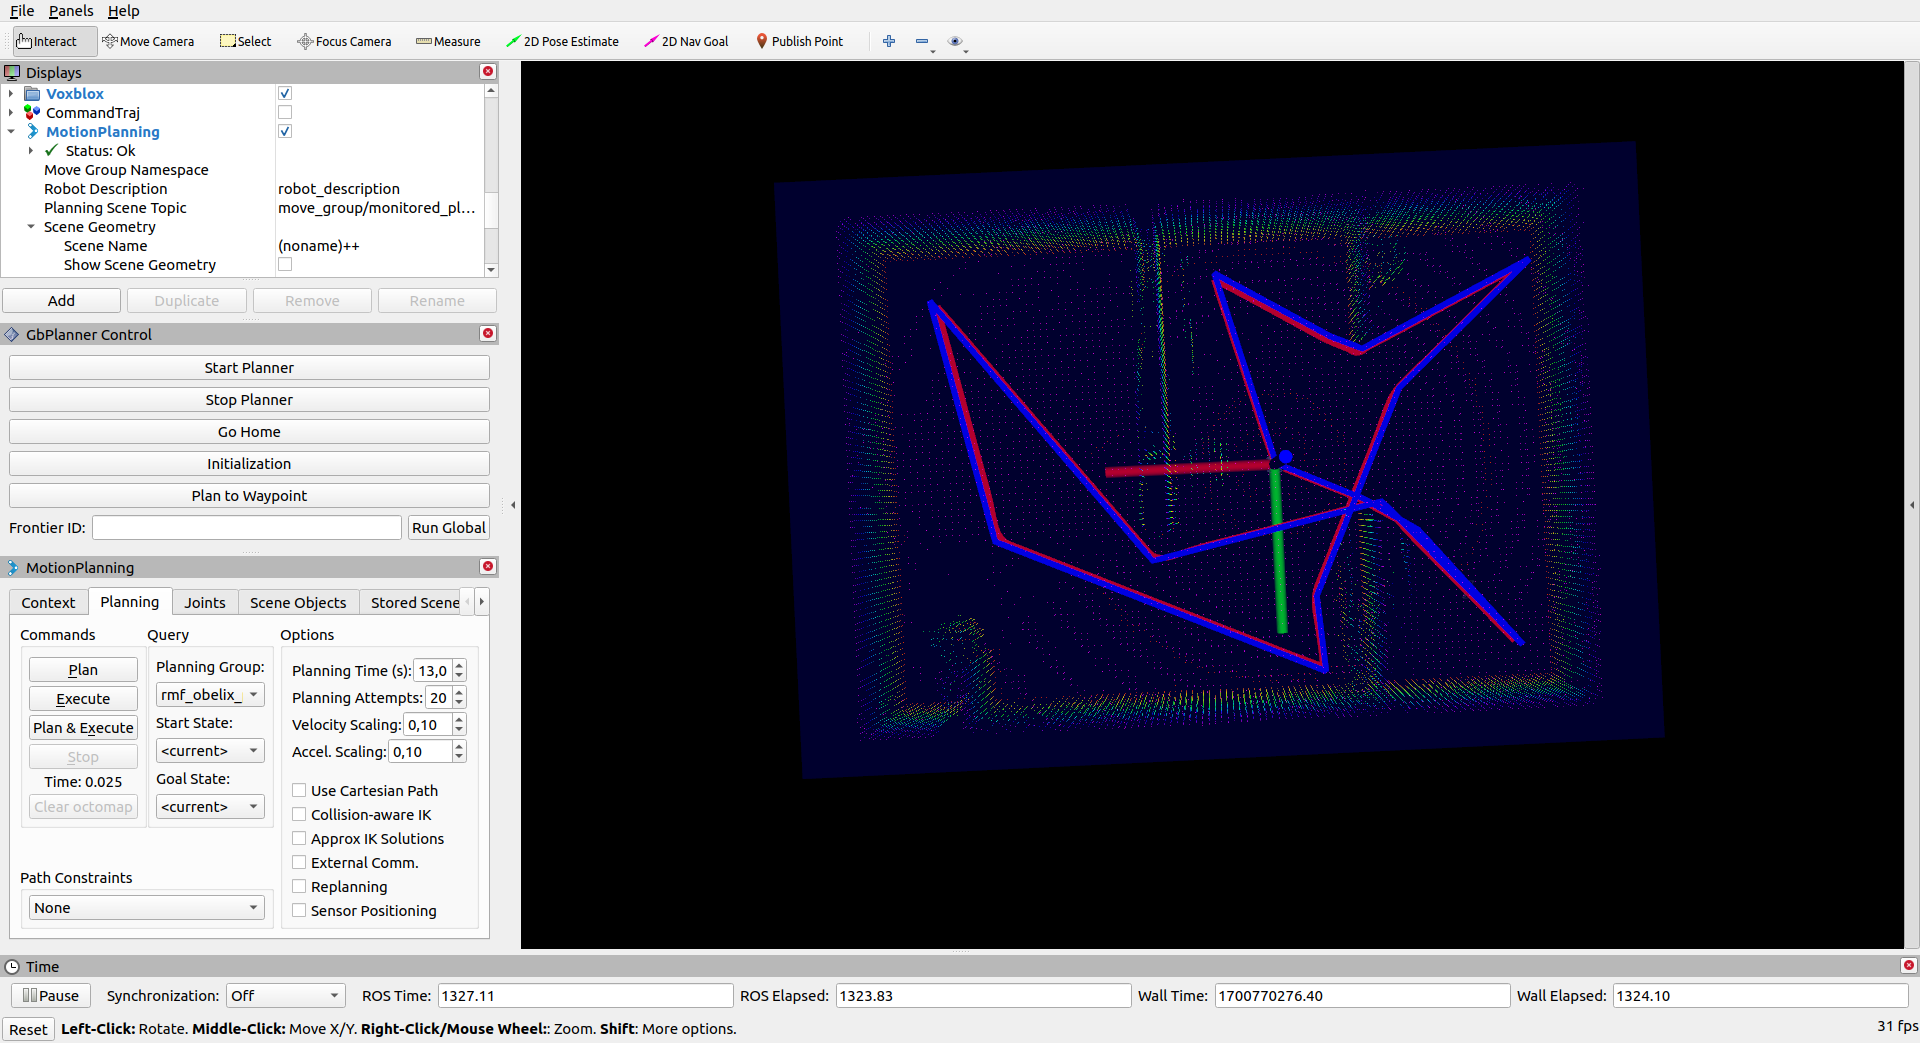 File Panels Help
Interact Move Camera Select Focus Camera Measure 2D Pose Estimate 2D Nav Goal Publish Point
Displays
Voxblox
CommandTraj
MotionPlanning
Status: Ok
Move Group Namespace
Robot Description robot_description
Planning Scene Topic move_group/monitored_pl...
Scene Geometry
Scene Name (noname)++
Show Scene Geometry
Add Duplicate Remove Rename
GbPlanner Control
Start Planner
Stop Planner
Go Home
Initialization
Plan to Waypoint
Frontier ID: Run Global
MotionPlanning
Context Planning Joints Scene Objects Stored Scene
Commands Query Options
Plan
Execute
Plan & Execute
Stop
Time: 0.025
Clear octomap
Planning Group:
rmf_obelix_
Start State:
<current>
Goal State:
<current>
Planning Time (s): 13,0
Planning Attempts: 20
Velocity Scaling: 0,10
Accel. Scaling: 0,10
Use Cartesian Path
Collision-aware IK
Approx IK Solutions
External Comm.
Replanning
Sensor Positioning
Path Constraints
None
Time
Pause Synchronization: Off ROS Time: 1327.11 ROS Elapsed: 1323.83 Wall Time: 1700770276.40 Wall Elapsed: 1324.10
Reset Left-Click: Rotate. Middle-Click: Move X/Y. Right-Click/Mouse Wheel:: Zoom. Shift: More options. 31 fps